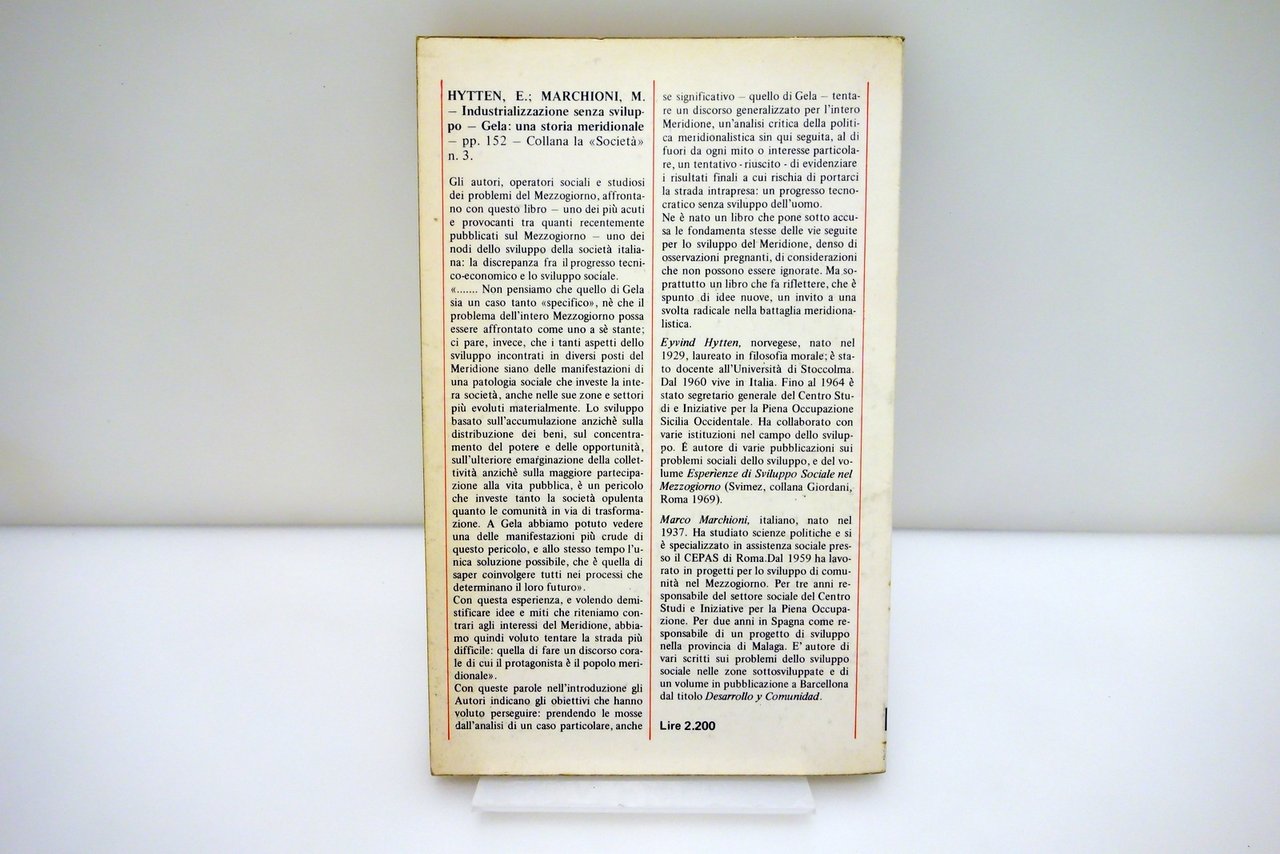 HYTTEN, E.; MARCHIONI, M.
– Industrializzazione senza svilup-
po – Gela: una storia meridionale
– pp. 152 – Collana la «Società»
n. 3.
Gli autori, operatori sociali e studiosi
dei problemi del Mezzogiorno, affronta-
no con questo libro – uno dei più acuti
e provocanti tra quanti recentemente
pubblicati sul Mezzogiorno – uno dei
nodi dello sviluppo della società italia-
na: la discrepanza fra il progresso tecni-
co-economico e lo sviluppo sociale.
«....... Non pensiamo che quello di Gela
sia un caso tanto «specifico», nè che il
problema dell'intero Mezzogiorno possa
essere affrontato come uno a sè stante;
ci pare, invece, che i tanti aspetti dello
sviluppo incontrati in diversi posti del
Meridione siano delle manifestazioni di
una patologia sociale che investe la inte-
ra società, anche nelle sue zone e settori
più evoluti materialmente. Lo sviluppo
basato sull'accumulazione anzichè sulla
distribuzione dei beni, sul concentra-
mento del potere e delle opportunità,
sull'ulteriore emarginazione della collet-
tività anzichè sulla maggiore partecipa-
zione alla vita pubblica, è un pericolo
che investe tanto la società opulenta
quanto le comunità in via di trasforma-
zione. A Gela abbiamo potuto vedere
una delle manifestazioni più crude di
questo pericolo, e allo stesso tempo l'u-
nica soluzione possibile, che è quella di
saper coinvolgere tutti nei processi che
determinano il loro futuro».
Con questa esperienza, e volendo demi-
stificare idee e miti che riteniamo con-
trari agli interessi del Meridione, abbia-
mo quindi voluto tentare la strada più
difficile: quella di fare un discorso cora-
le di cui il protagonista è il popolo meri-
dionale».
Con queste parole nell'introduzione gli
Autori indicano gli obiettivi che hanno
voluto perseguire: prendendo le mosse
dall'analisi di un caso particolare, anche
se significativo – quello di Gela – tenta-
re un discorso generalizzato per l'intero
Meridione, un'analisi critica della politi-
ca meridionalistica sin qui seguita, al di
fuori da ogni mito o interesse particola-
re, un tentativo - riuscito - di evidenziare
i risultati finali a cui rischia di portarci
la strada intrapresa: un progresso tecno-
cratico senza sviluppo dell'uomo.
Ne è nato un libro che pone sotto accu-
sa le fondamenta stesse delle vie seguite
per lo sviluppo del Meridione, denso di
osservazioni pregnanti, di considerazioni
che non possono essere ignorate. Ma so-
prattutto un libro che fa riflettere, che è
spunto di idee nuove, un invito a una
svolta radicale nella battaglia meridiona-
listica.
Eyvind Hytten, norvegese, nato nel
1929, laureato in filosofia morale; è sta-
to docente all'Università di Stoccolma.
Dal 1960 vive in Italia. Fino al 1964 è
stato segretario generale del Centro Stu-
di e Iniziative per la Piena Occupazione
Sicilia Occidentale. Ha collaborato con
varie istituzioni nel campo dello svilup-
po. È autore di varie pubblicazioni sui
problemi sociali dello sviluppo, e del vo-
lume Esperienze di Sviluppo Sociale nel
Mezzogiorno (Svimez, collana Giordani,
Roma 1969).
Marco Marchioni, italiano, nato nel
1937. Ha studiato scienze politiche e si
è specializzato in assistenza sociale pres-
so il CEPAS di Roma.Dal 1959 ha lavo-
rato in progetti per lo sviluppo di comu-
nità nel Mezzogiorno. Per tre anni re-
sponsabile del settore sociale del Centro
Studi e Iniziative per la Piena Occupa-
zione. Per due anni in Spagna come re-
sponsabile di un progetto di sviluppo
nella provincia di Malaga. E' autore di
vari scritti sui problemi dello sviluppo
sociale nelle zone sottosviluppate e di
un volume in pubblicazione a Barcellona
dal titolo Desarrollo y Comunidad.
Lire 2.200